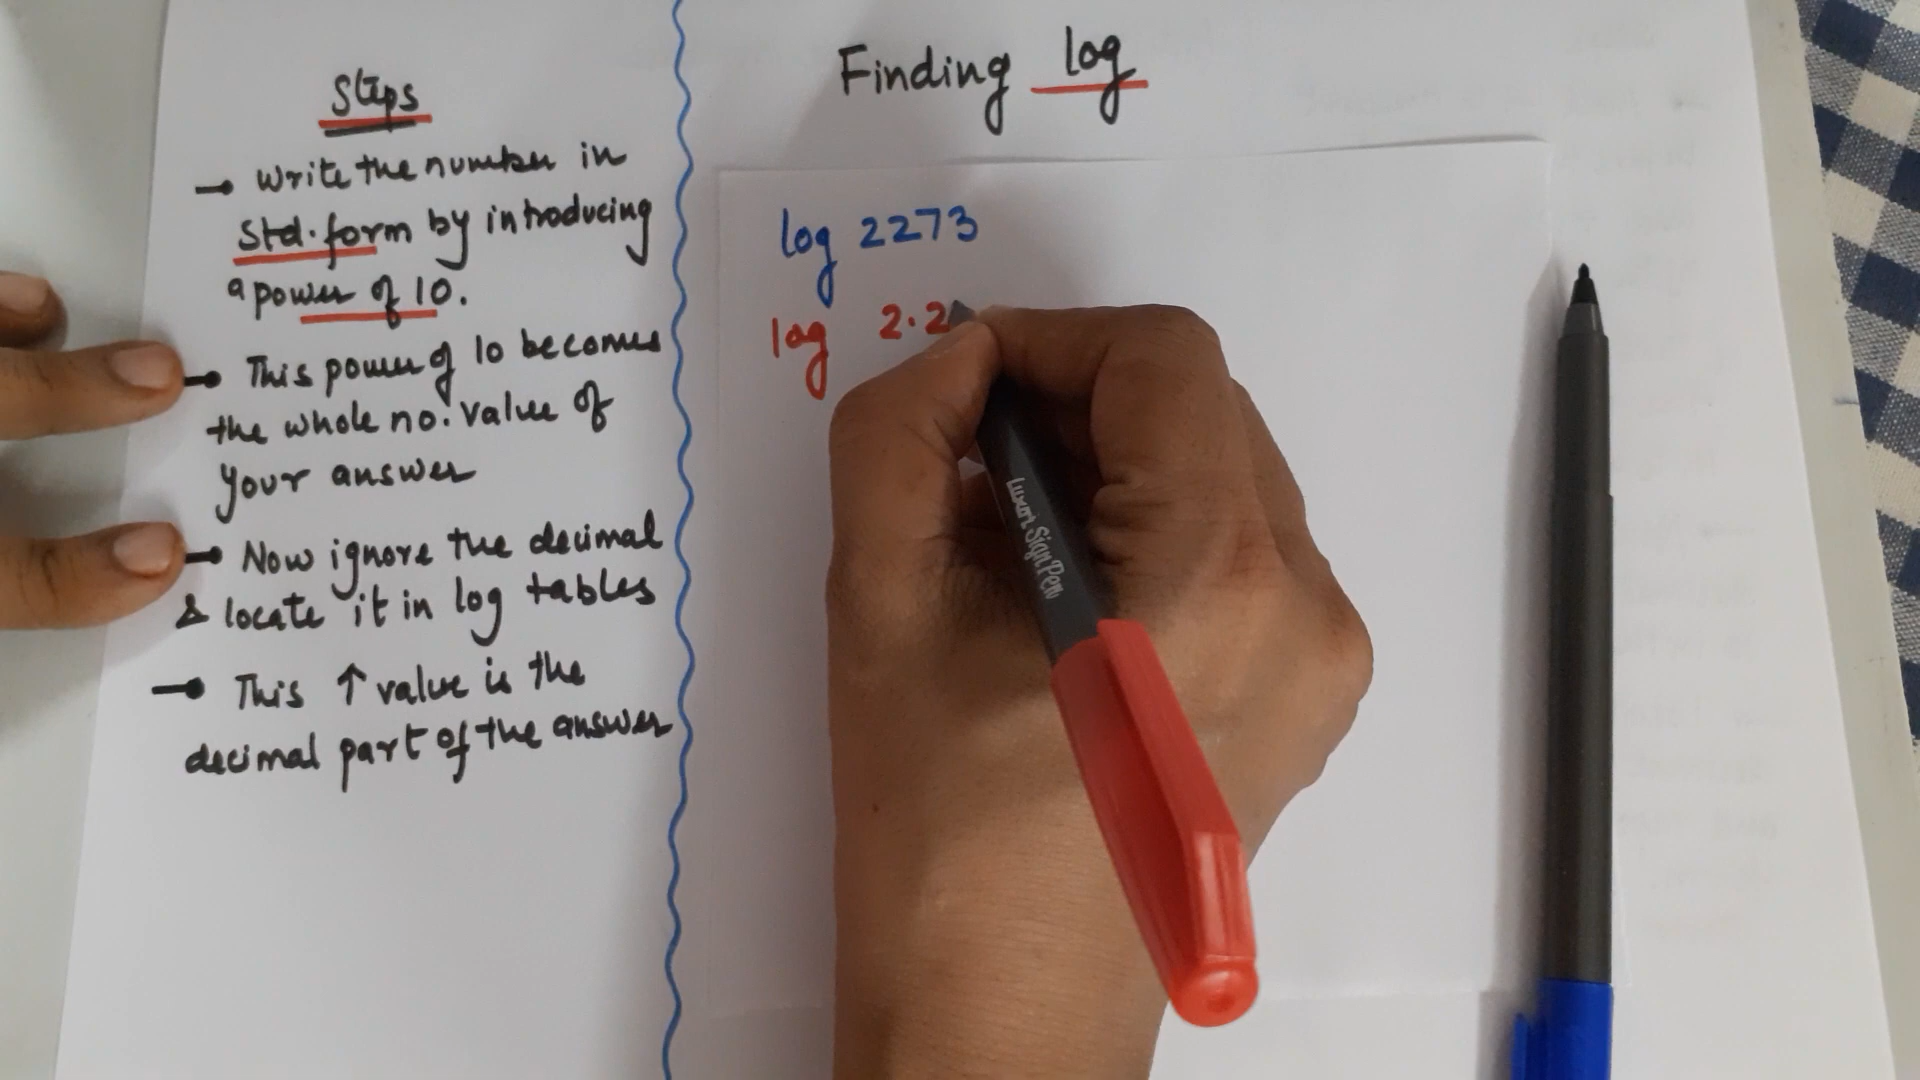 Steps
→ Write the number in
Std. form by introducing
a power of 10.
→ This power of 10 becomes
the whole no. value of
your answer
→ Now ignore the decimal
& locate it in log tables
→ This ↑ value is the
decimal part of the answer
Finding log
log 2273
log 2.2
Luxor Sign Pen